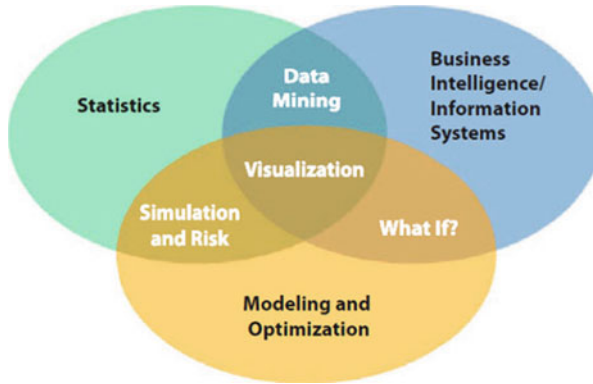 Statistics
Data
Mining
Business
Intelligence/
Information
Systems
Visualization
Simulation
and Risk
What If?
Modeling and
Optimization